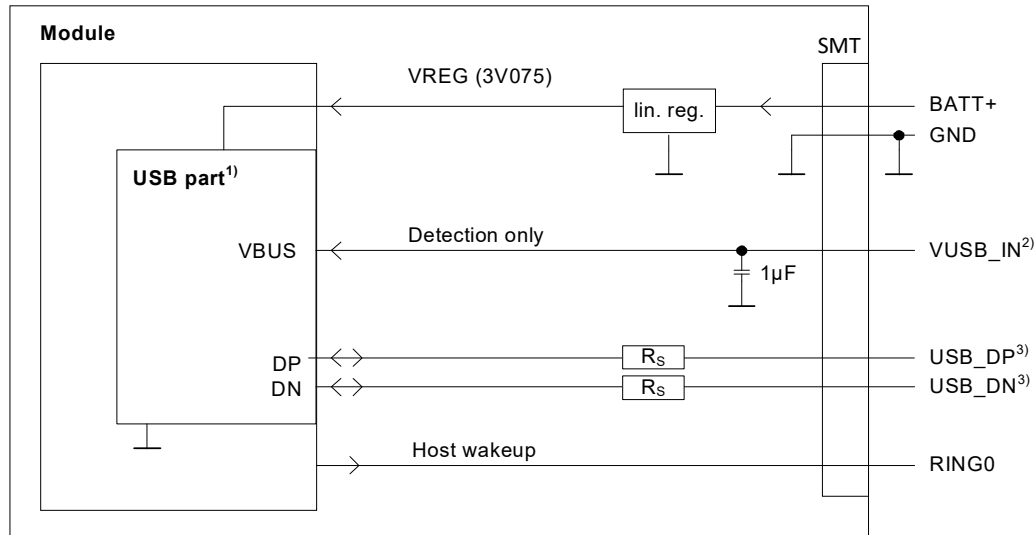 Module
SMT
VREG (3V075)
lin. reg.
BATT+
GND
USB part1)
VBUS
Detection only
1µF
VUSB_IN2)
DP
DN
RS
RS
USB_DP3)
USB_DN3)
Host wakeup
RING0